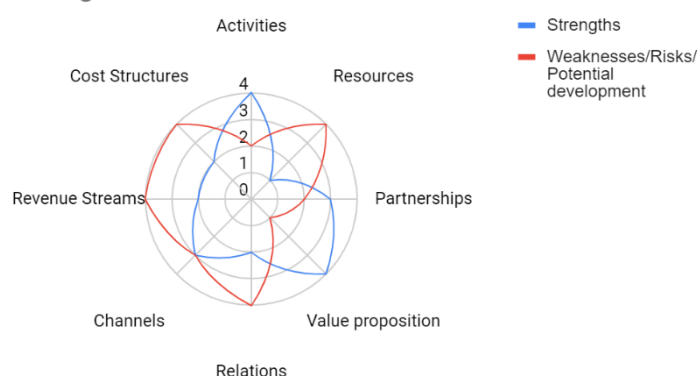 Activities
Strengths
Weaknesses/Risks/
Potential
development
Cost Structures
Resources
4
3
2
1
0
Revenue Streams
Partnerships
Channels
Value proposition
Relations